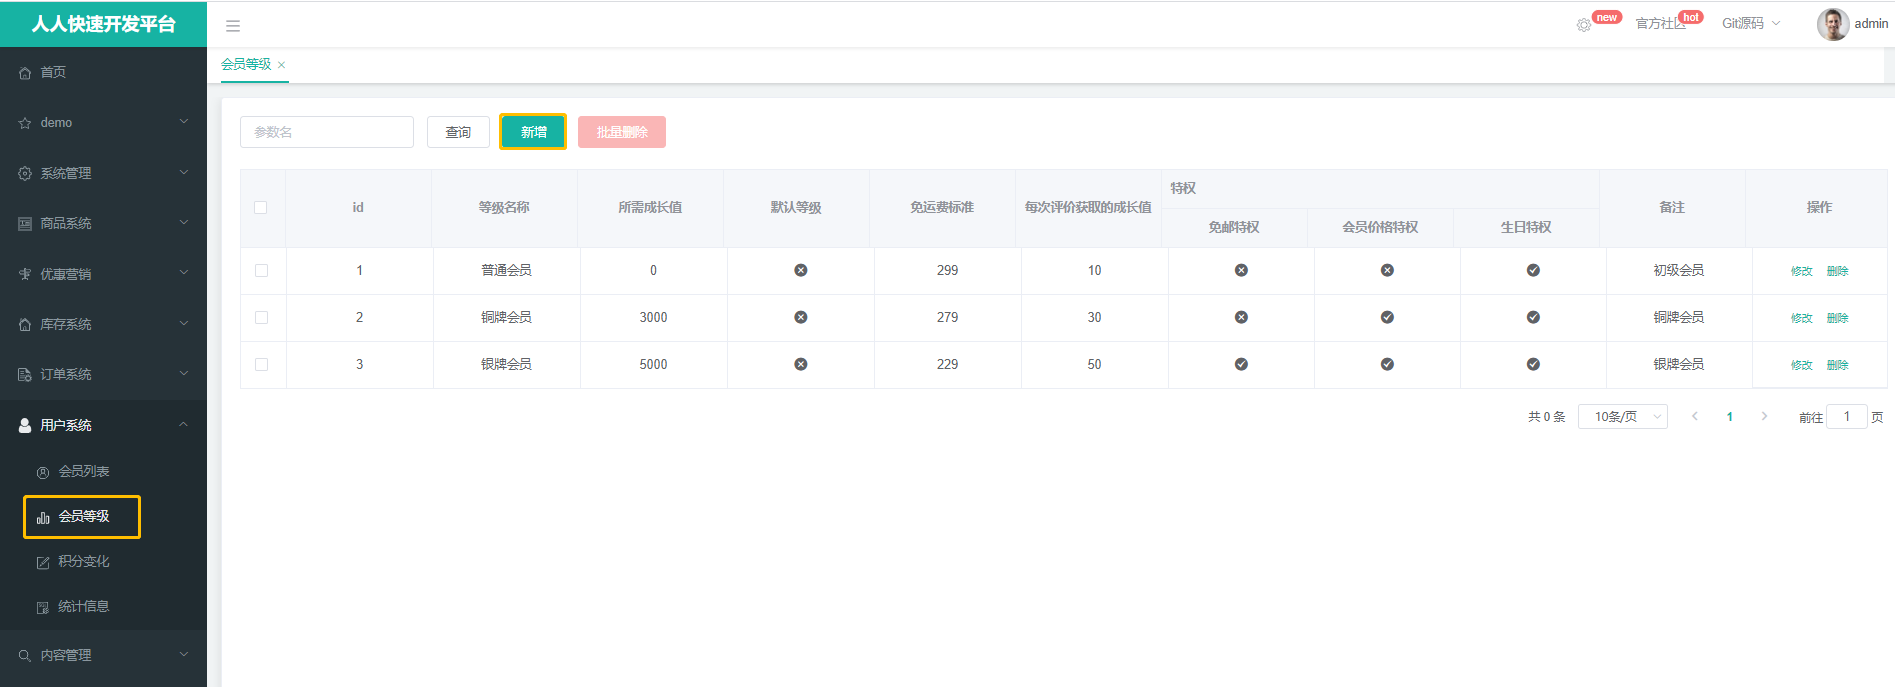 人人快速开发平台
new
官方社区
hot
Git源码
admin
首页
demo
系统管理
商品系统
优惠营销
库存系统
订单系统
用户系统
会员列表
会员等级
积分变化
统计信息
内容管理
会员等级 ×
参数名 查询 新增 批量删除
id 等级名称 所需成长值 默认等级 免运费标准 每次评价获取的成长值 特权 备注 操作
免邮特权 会员价格特权 生日特权
1 普通会员 0 299 10 初级会员 修改 删除
2 铜牌会员 3000 279 30 铜牌会员 修改 删除
3 银牌会员 5000 229 50 银牌会员 修改 删除
共 0 条 10条/页 1 前往 1 页